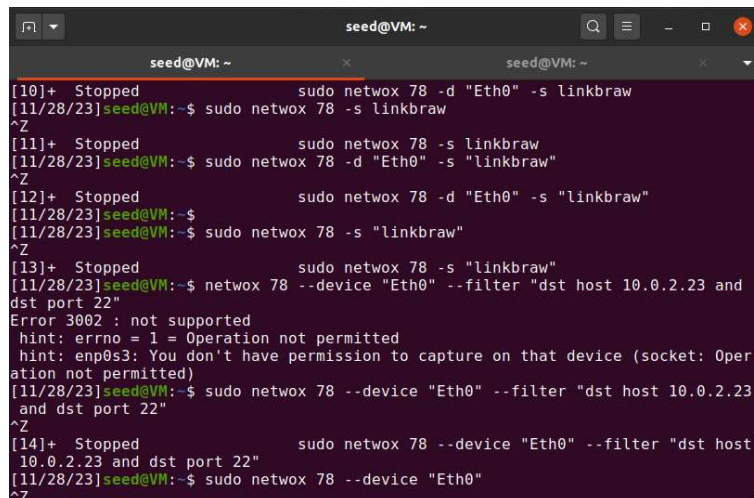 seed@VM: ~
seed@VM: ~ seed@VM: ~
[10]+  Stopped                 sudo netwox 78 -d "Eth0" -s linkbraw
[11/28/23]seed@VM:~$ sudo netwox 78 -s linkbraw
^Z
[11]+  Stopped                 sudo netwox 78 -s linkbraw
[11/28/23]seed@VM:~$ sudo netwox 78 -d "Eth0" -s "linkbraw"
^Z
[12]+  Stopped                 sudo netwox 78 -d "Eth0" -s "linkbraw"
[11/28/23]seed@VM:~$
[11/28/23]seed@VM:~$ sudo netwox 78 -s "linkbraw"
^Z
[13]+  Stopped                 sudo netwox 78 -s "linkbraw"
[11/28/23]seed@VM:~$ netwox 78 --device "Eth0" --filter "dst host 10.0.2.23 and
dst port 22"
Error 3002 : not supported
 hint: errno = 1 = Operation not permitted
 hint: enp0s3: You don't have permission to capture on that device (socket: Oper
ation not permitted)
[11/28/23]seed@VM:~$ sudo netwox 78 --device "Eth0" --filter "dst host 10.0.2.23
 and dst port 22"
^Z
[14]+  Stopped                 sudo netwox 78 --device "Eth0" --filter "dst host
 10.0.2.23 and dst port 22"
[11/28/23]seed@VM:~$ sudo netwox 78 --device "Eth0"
^Z